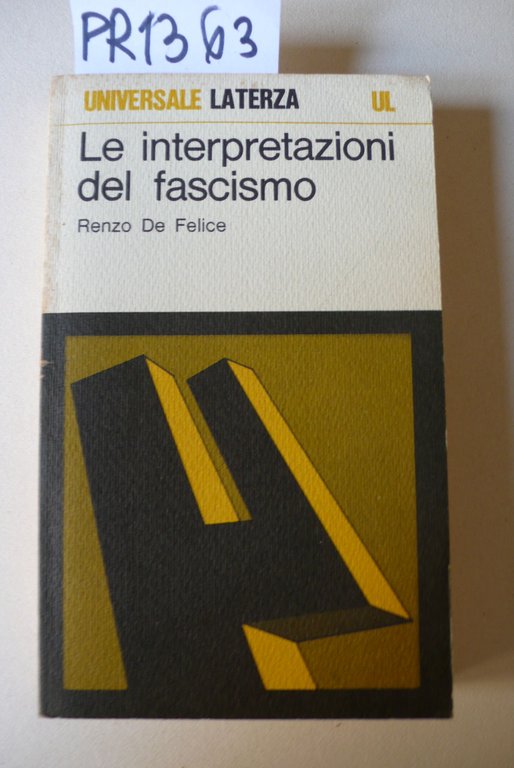 PR1363
UNIVERSALE LATERZA UL
Le interpretazioni
del fascismo
Renzo De Felice